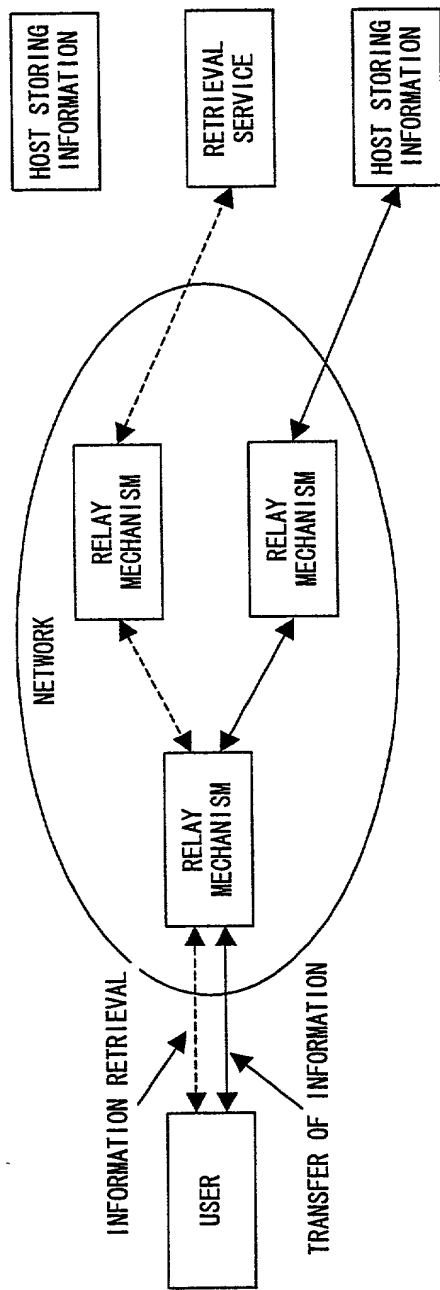 USER
INFORMATION RETRIEVAL
TRANSFER OF INFORMATION
NETWORK
RELAY
MECHANISM
RELAY
MECHANISM
RELAY
MECHANISM
HOST STORING
INFORMATION
RETRIEVAL
SERVICE
HOST STORING
INFORMATION